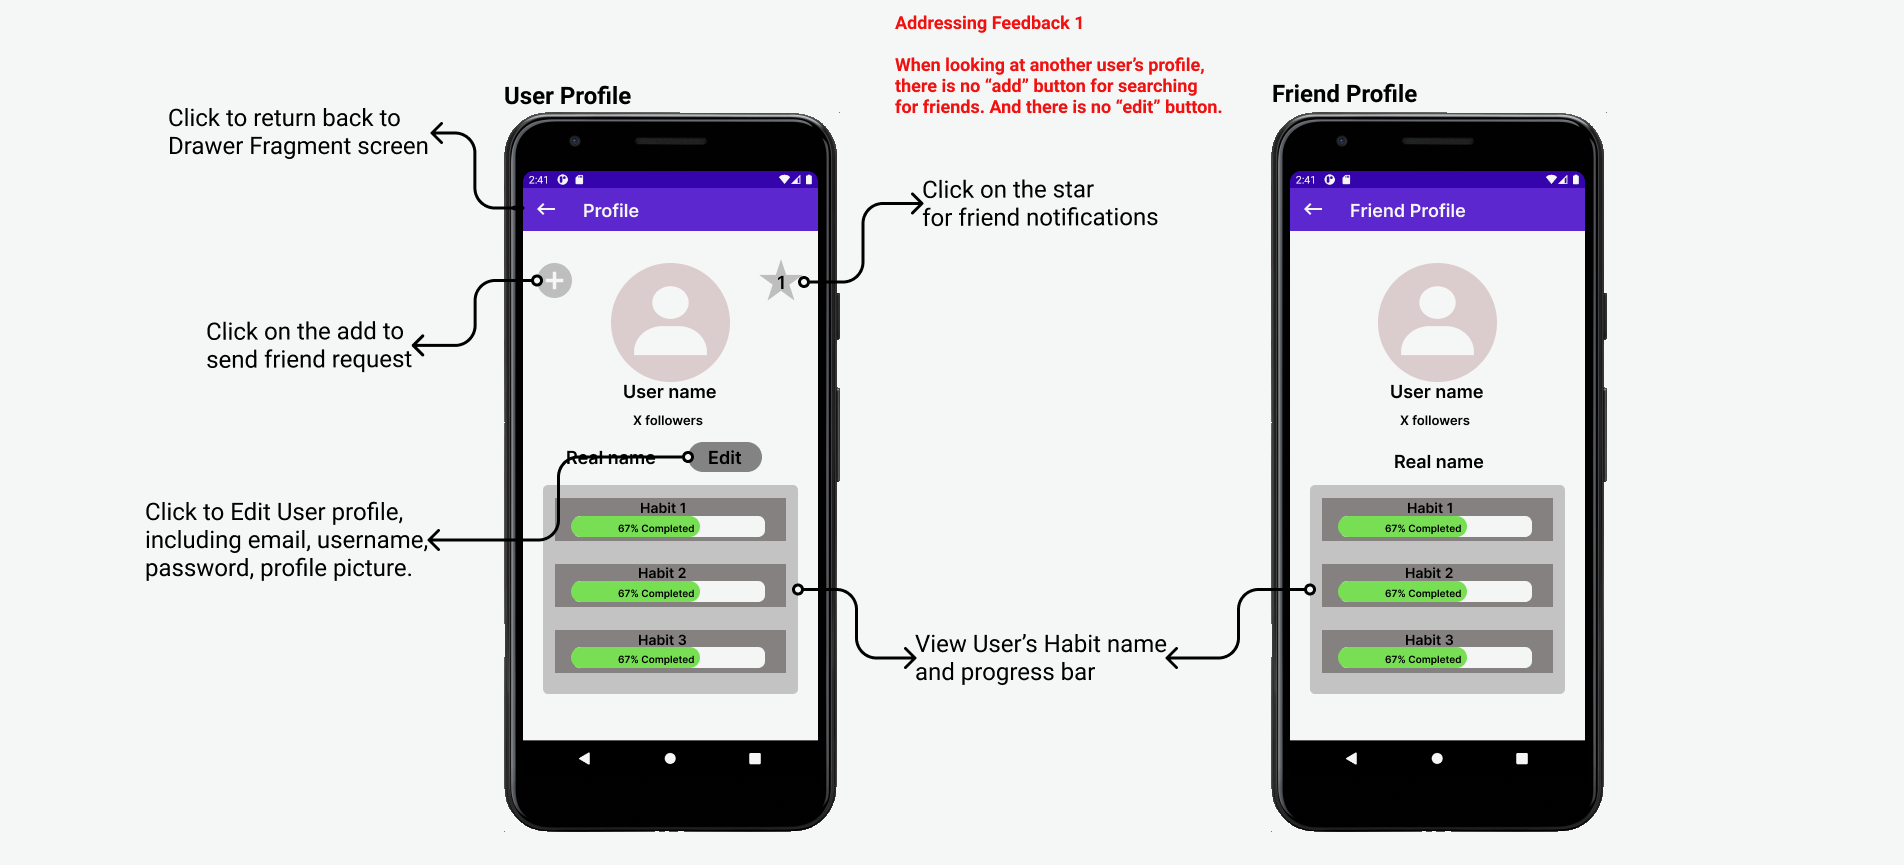 Addressing Feedback 1
When looking at another user’s profile,
there is no “add” button for searching
for friends. And there is no “edit” button.
User Profile
Friend Profile
Click to return back to
Drawer Fragment screen
2:41
Profile
Click on the star
for friend notifications
1
Click on the add to
send friend request
User name
X followers
Real name
Edit
Click to Edit User profile,
including email, username,
password, profile picture.
Habit 1
67% Completed
Habit 2
67% Completed
Habit 3
67% Completed
View User’s Habit name
and progress bar
2:41
Friend Profile
User name
X followers
Real name
Habit 1
67% Completed
Habit 2
67% Completed
Habit 3
67% Completed